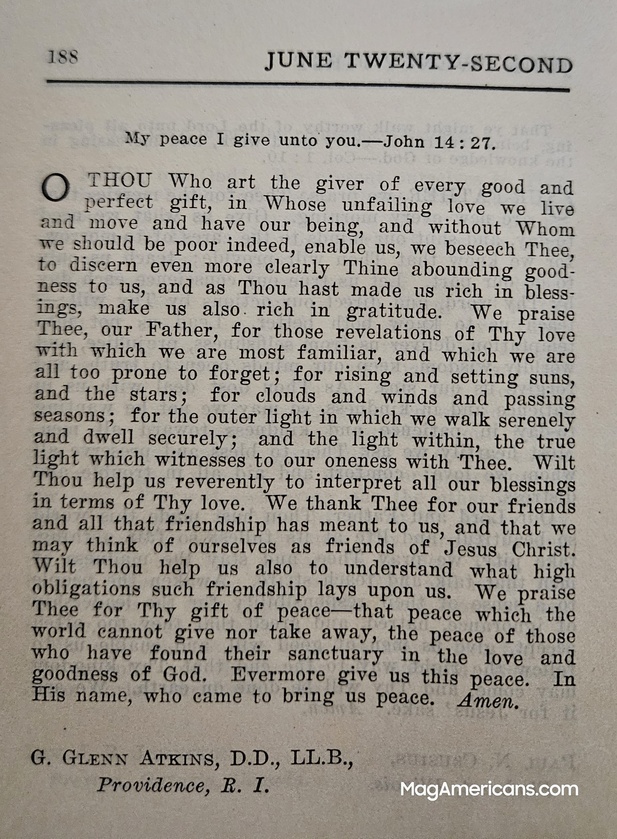 188 JUNE TWENTY-SECOND
My peace I give unto you.—John 14 : 27.
O THOU Who art the giver of every good and
perfect gift, in Whose unfailing love we live
and move and have our being, and without Whom
we should be poor indeed, enable us, we beseech Thee,
to discern even more clearly Thine abounding good-
ness to us, and as Thou hast made us rich in bless-
ings, make us also rich in gratitude. We praise
Thee, our Father, for those revelations of Thy love
with which we are most familiar, and which we are
all too prone to forget; for rising and setting suns,
and the stars; for clouds and winds and passing
seasons; for the outer light in which we walk serenely
and dwell securely; and the light within, the true
light which witnesses to our oneness with Thee. Wilt
Thou help us reverently to interpret all our blessings
in terms of Thy love. We thank Thee for our friends
and all that friendship has meant to us, and that we
may think of ourselves as friends of Jesus Christ.
Wilt Thou help us also to understand what high
obligations such friendship lays upon us. We praise
Thee for Thy gift of peace—that peace which the
world cannot give nor take away, the peace of those
who have found their sanctuary in the love and
goodness of God. Evermore give us this peace. In
His name, who came to bring us peace. Amen.
G. GLENN ATKINS, D.D., LL.B.,
Providence, R. I.
MagAmericans.com